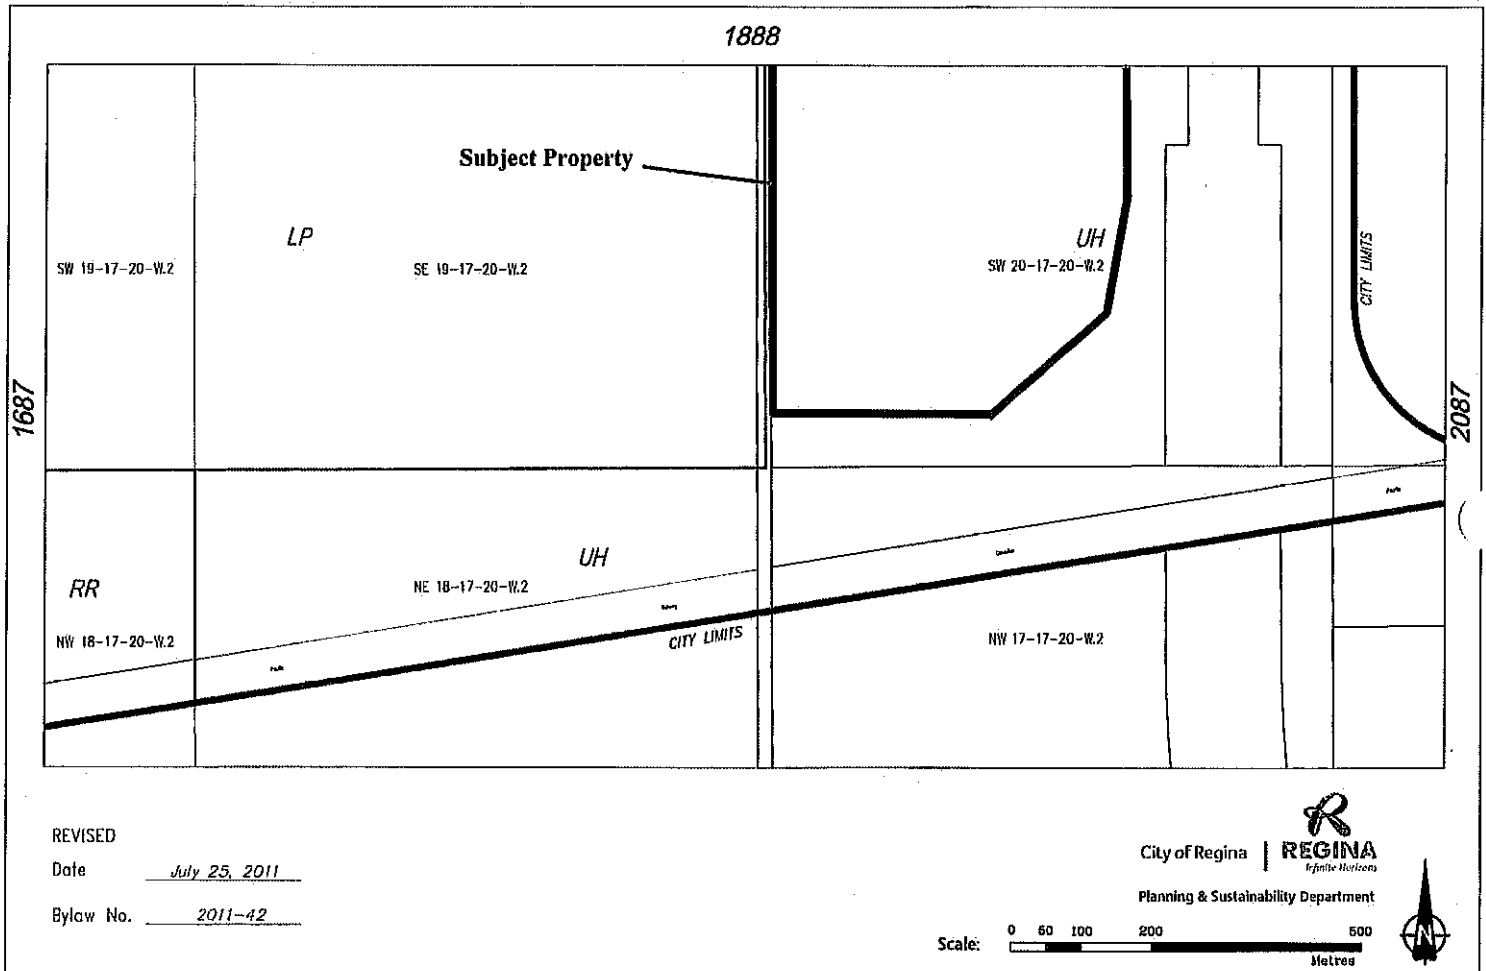 1888
Subject Property
LP
UH
SW 19-17-20-W.2
SE 19-17-20-W.2
SW 20-17-20-W.2
CITY LIMITS
1687
2087
UH
RR
NE 18-17-20-W.2
NW 18-17-20-W.2
CITY LIMITS
NW 17-17-20-W.2
REVISED
Date July 25, 2011
Bylaw No. 2011-42
City of Regina
REGINA
Infinite Horizons
Planning & Sustainability Department
Scale:
0 50 100 200 500
Metres
N